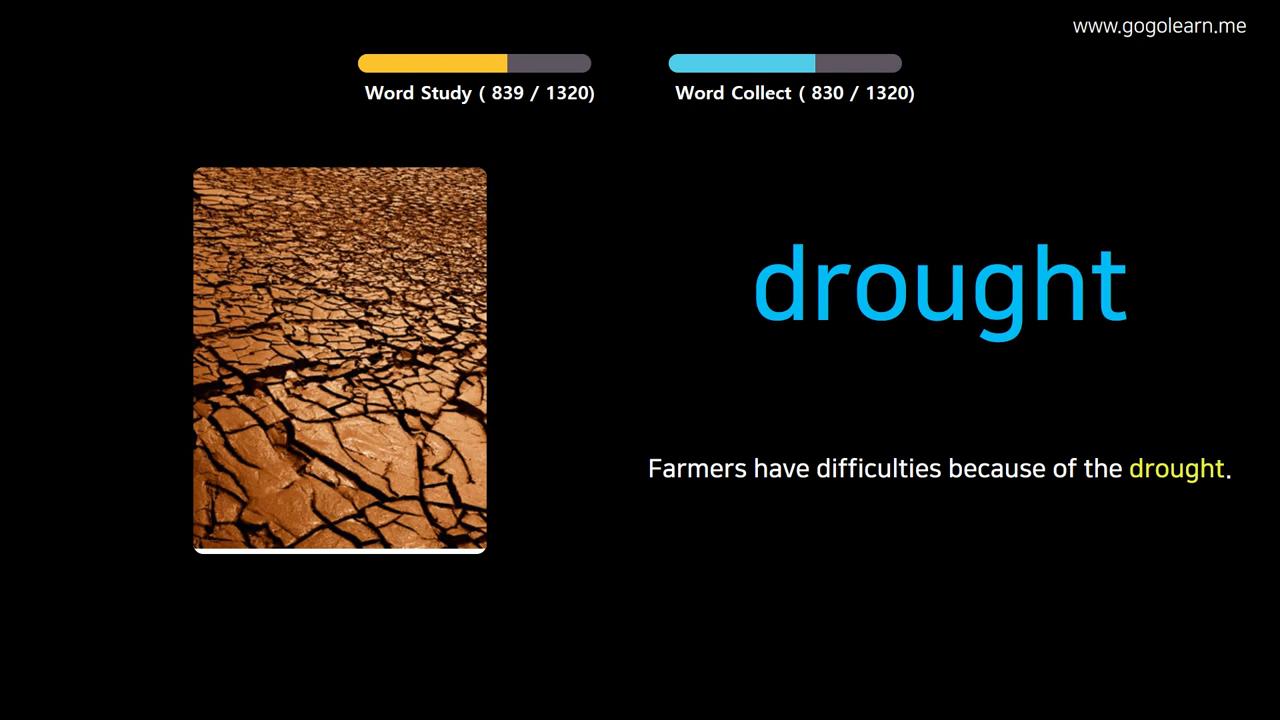 www.gogolearn.me
Word Study ( 839 / 1320)
Word Collect ( 830 / 1320)
drought
Farmers have difficulties because of the drought.